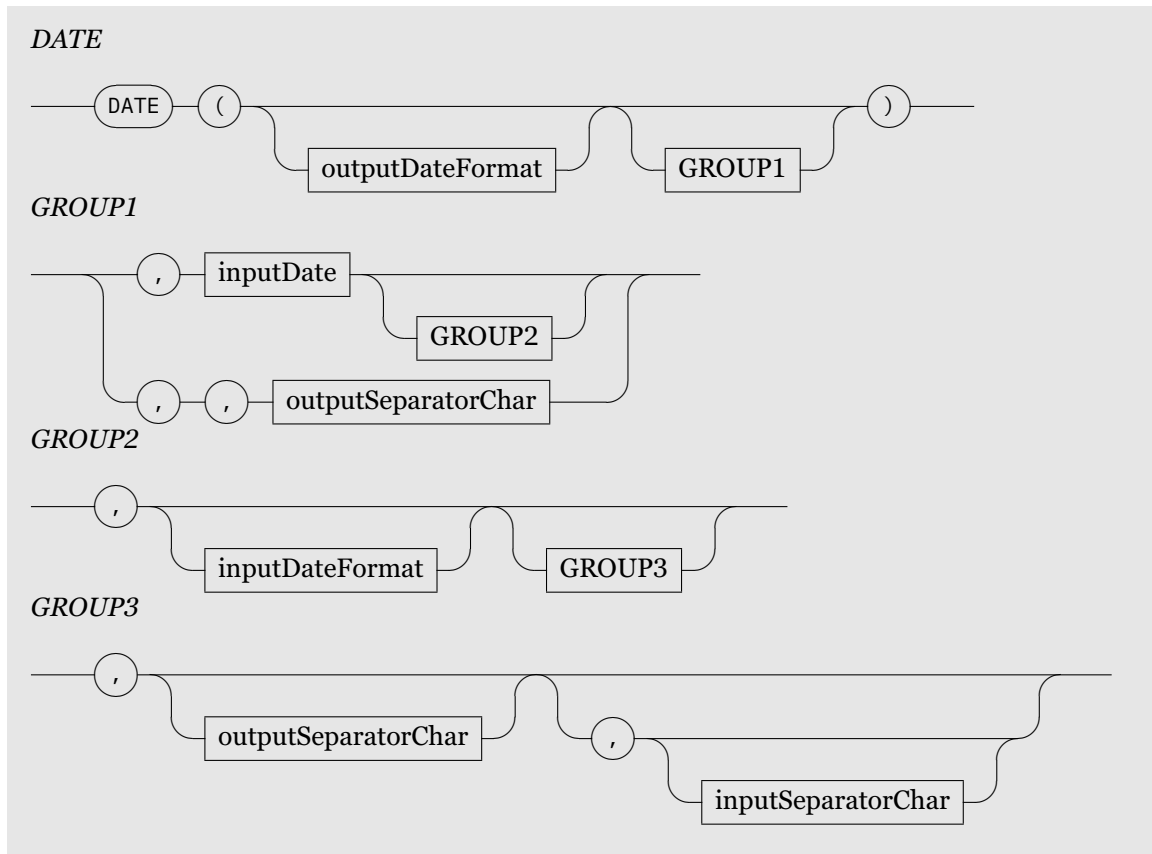 DATE
DATE ( )
outputDateFormat GROUP1
GROUP1
, inputDate
GROUP2
, , outputSeparatorChar
GROUP2
,
inputDateFormat GROUP3
GROUP3
,
outputSeparatorChar ,
inputSeparatorChar